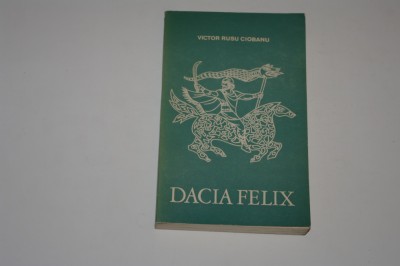 VICTOR RUSU CIOBANU
DACIA FELIX